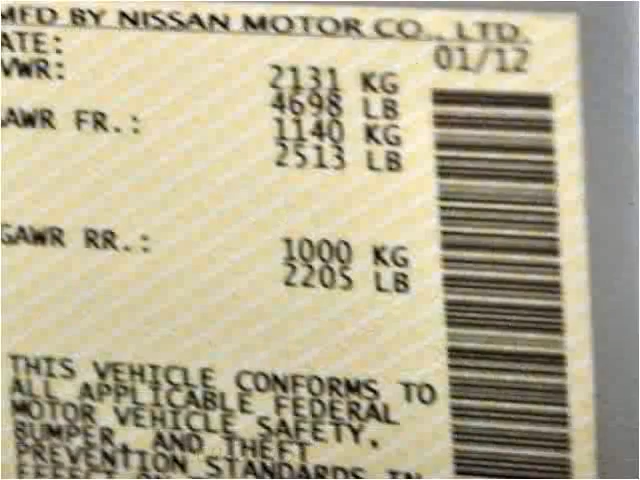 MFD BY NISSAN MOTOR CO., LTD.
ATE: 01/12
VWR: 2131 KG
4698 LB
AWR FR.: 1140 KG
2513 LB
GAWR RR.: 1000 KG
2205 LB
THIS VEHICLE CONFORMS TO
ALL APPLICABLE FEDERAL
MOTOR VEHICLE SAFETY,
BUMPER, AND THEFT
PREVENTION STANDARDS IN